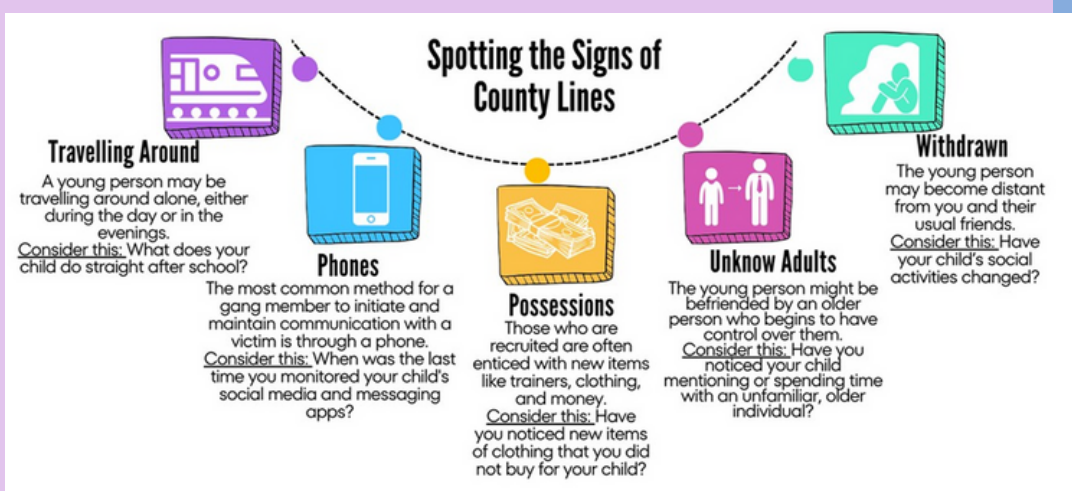 Spotting the Signs of
County Lines
Travelling Around
A young person may be
travelling around alone, either
during the day or in the
evenings.
Consider this: What does your
child do straight after school?
Phones
The most common method for a
gang member to initiate and
maintain communication with a
victim is through a phone.
Consider this: When was the last
time you monitored your child's
social media and messaging
apps?
Possessions
Those who are
recruited are often
enticed with new items
like trainers, clothing,
and money.
Consider this: Have
you noticed new items
of clothing that you did
not buy for your child?
Unknow Adults
The young person might be
befriended by an older
person who begins to have
control over them.
Consider this: Have you
noticed your child
mentioning or spending time
with an unfamiliar, older
individual?
Withdrawn
The young person
may become distant
from you and their
usual friends.
Consider this: Have
your child's social
activities changed?